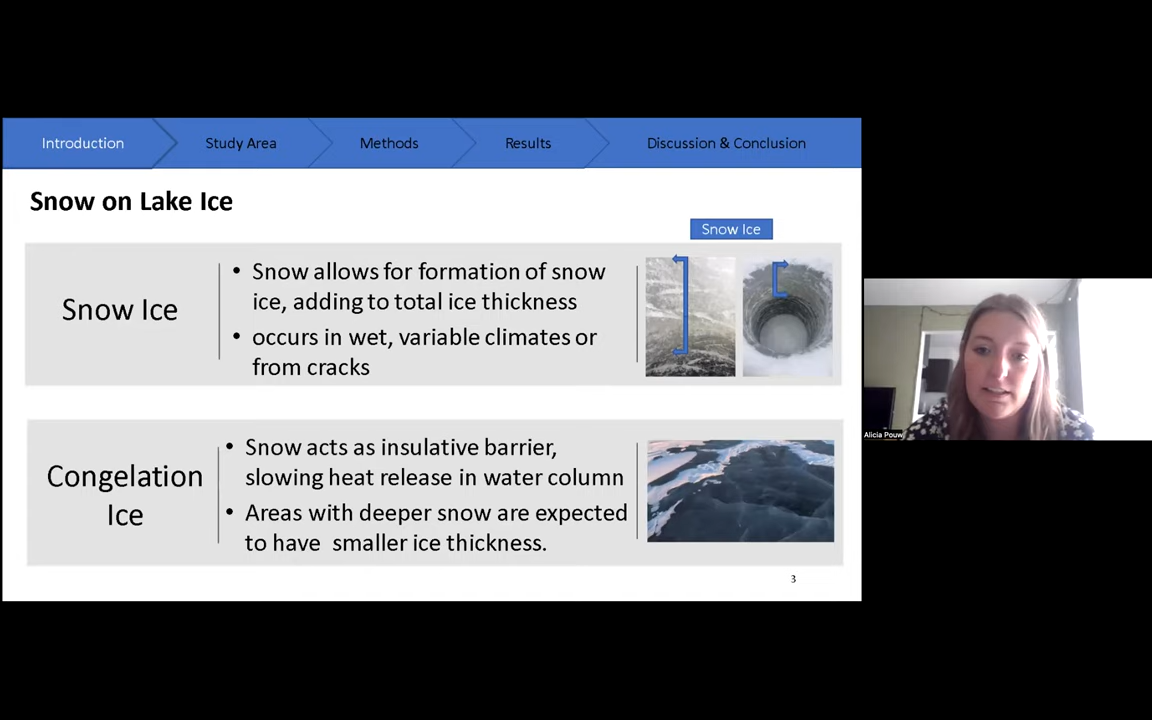 Introduction
Study Area
Methods
Results
Discussion & Conclusion
Snow on Lake Ice
Snow Ice
Snow Ice
• Snow allows for formation of snow
ice, adding to total ice thickness
• occurs in wet, variable climates or
from cracks
Congelation
Ice
• Snow acts as insulative barrier,
slowing heat release in water column
• Areas with deeper snow are expected
to have smaller ice thickness.
3
Alicia Pouw